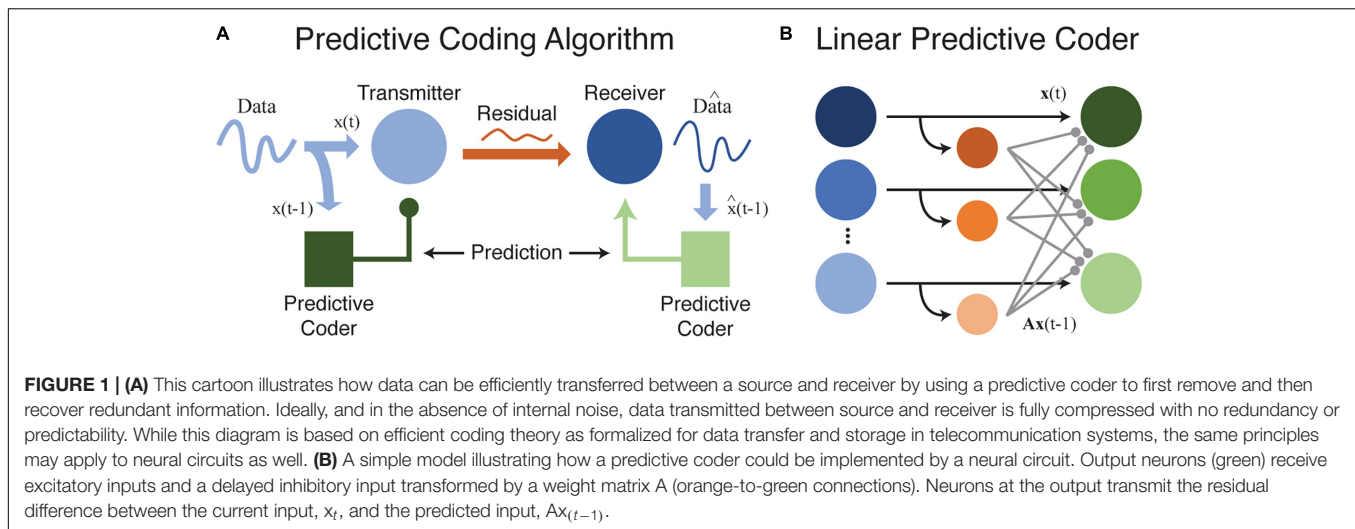 A Predictive Coding Algorithm
Data
x(t)
Transmitter
Residual
Receiver
Data^
x(t-1)
x^(t-1)
Prediction
Predictive
Coder
Predictive
Coder
B Linear Predictive Coder
x(t)
Ax(t-1)
FIGURE 1 | (A) This cartoon illustrates how data can be efficiently transferred between a source and receiver by using a predictive coder to first remove and then
recover redundant information. Ideally, and in the absence of internal noise, data transmitted between source and receiver is fully compressed with no redundancy or
predictability. While this diagram is based on efficient coding theory as formalized for data transfer and storage in telecommunication systems, the same principles
may apply to neural circuits as well. (B) A simple model illustrating how a predictive coder could be implemented by a neural circuit. Output neurons (green) receive
excitatory inputs and a delayed inhibitory input transformed by a weight matrix A (orange-to-green connections). Neurons at the output transmit the residual
difference between the current input, xₜ, and the predicted input, Ax₍ₜ₋₁₎.